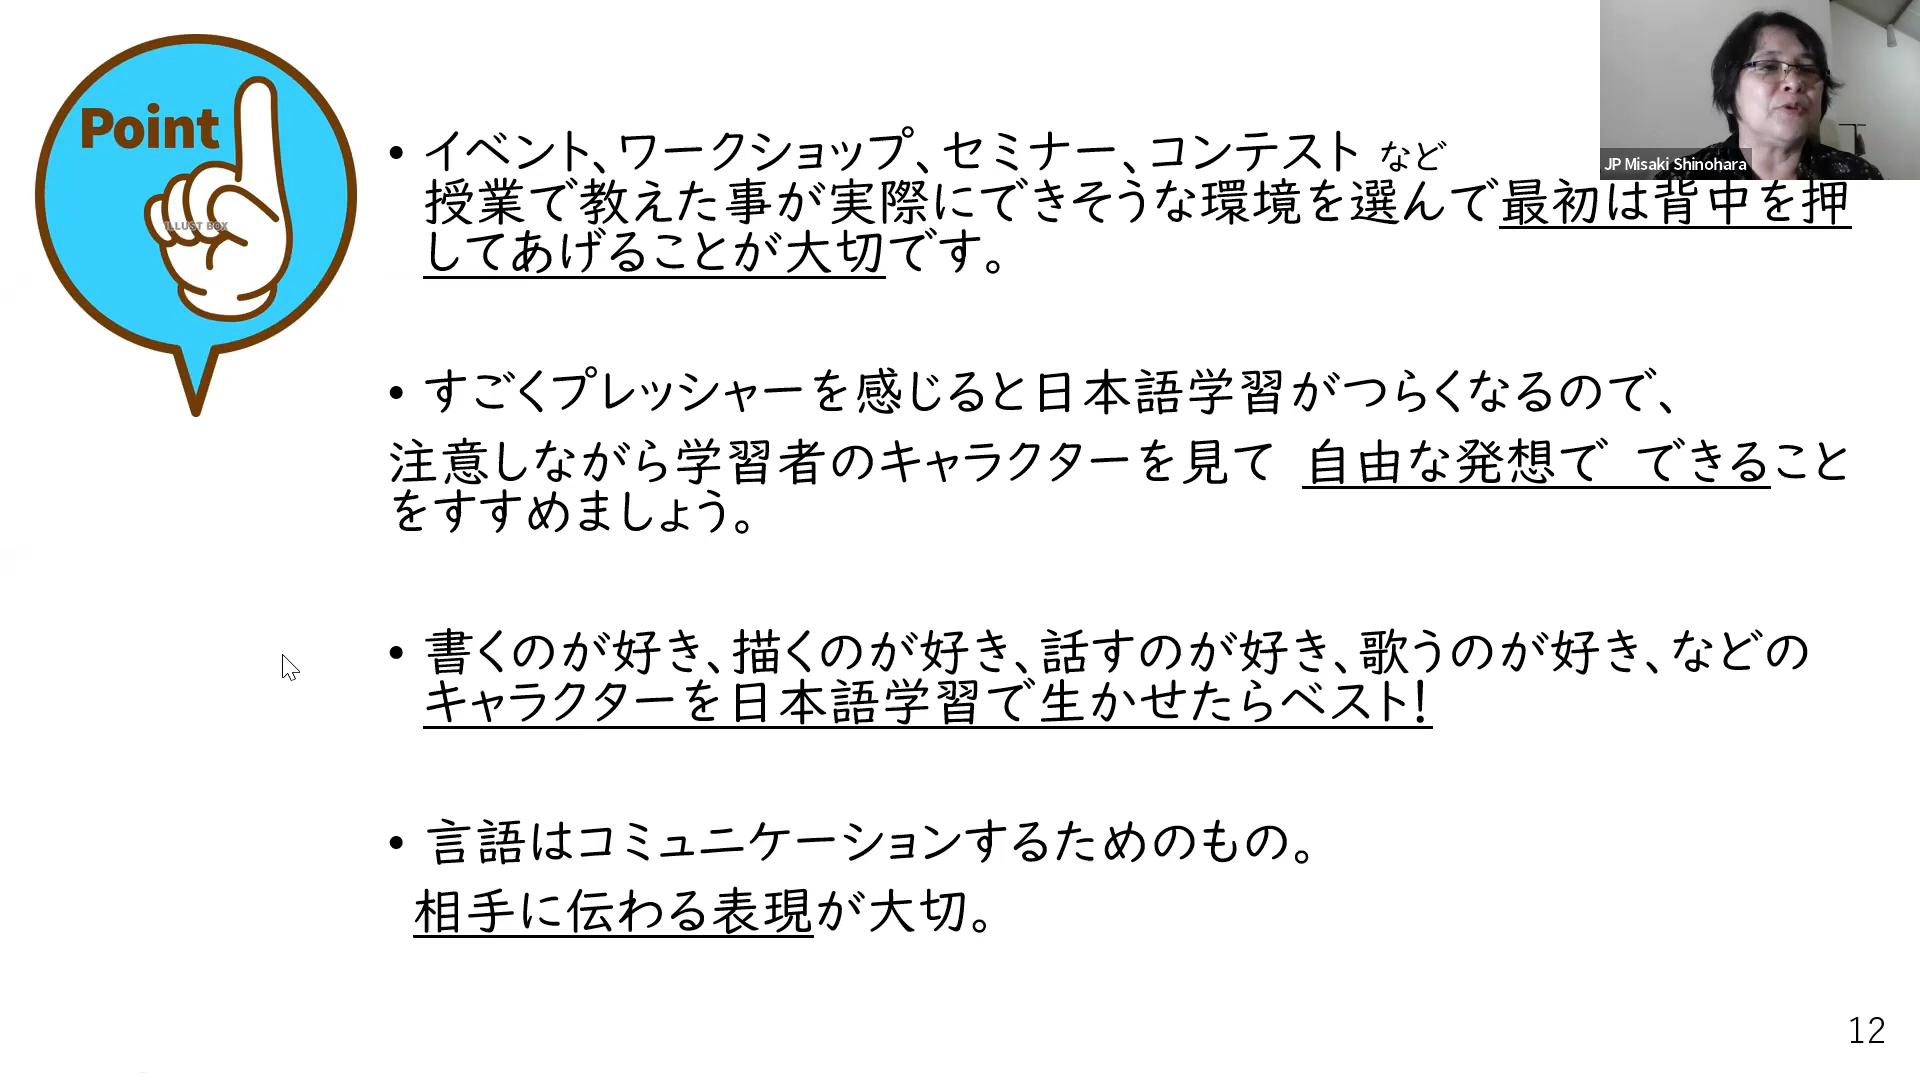 Point
ILLUST BOX
JP Misaki Shinohara
• イベント、ワークショップ、セミナー、コンテスト など
授業で教えた事が実際にできそうな環境を選んで最初は背中を押
してあげることが大切です。
• すごくプレッシャーを感じると日本語学習がつらくなるので、
注意しながら学習者のキャラクターを見て 自由な発想で できること
をすすめましょう。
• 書くのが好き、描くのが好き、話すのが好き、歌うのが好き、などの
キャラクターを日本語学習で生かせたらベスト!
• 言語はコミュニケーションするためのもの。
相手に伝わる表現が大切。
12